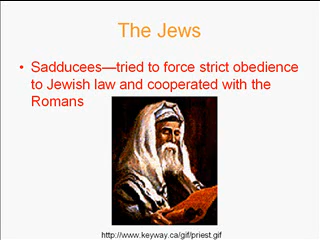 The Jews
• Sadducees—tried to force strict obedience
to Jewish law and cooperated with the
Romans
http://www.keyway.ca/gif/priest.gif